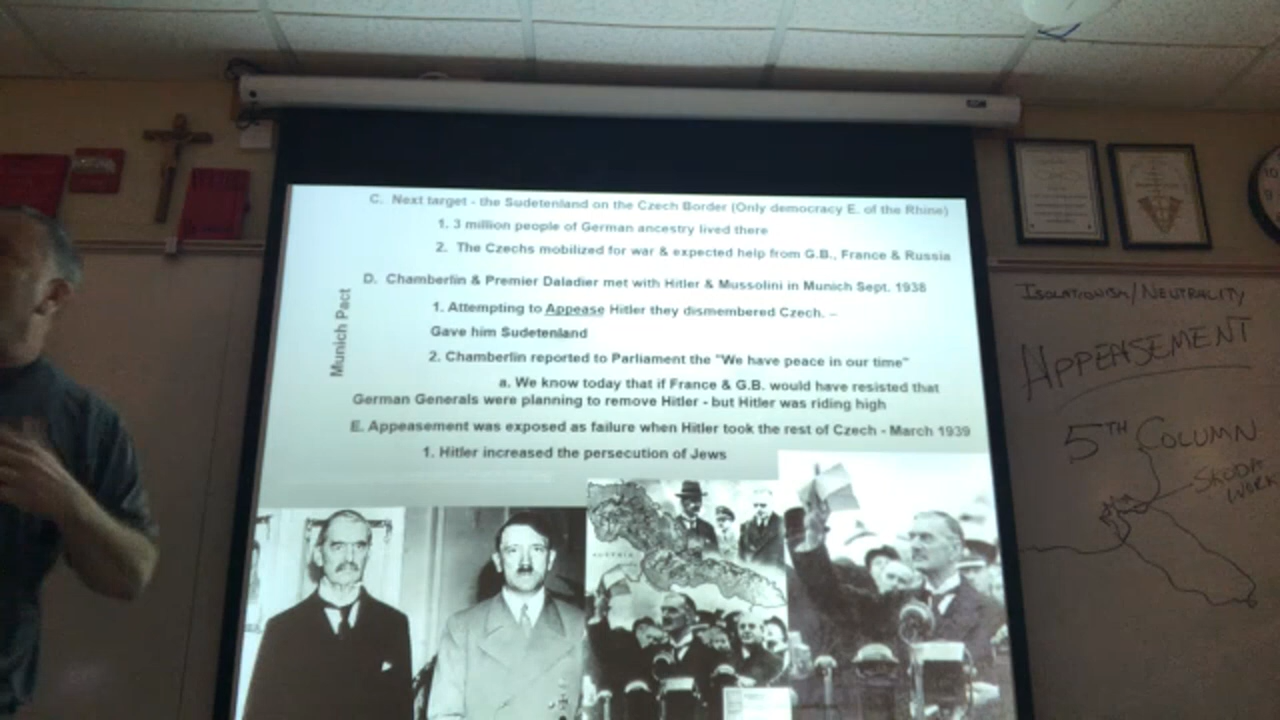 C. Next target - the Sudetenland on the Czech Border (Only democracy E. of the Rhine)
1. 3 million people of German ancestry lived there
2. The Czechs mobilized for war & expected help from G.B., France & Russia
D. Chamberlin & Premier Daladier met with Hitler & Mussolini in Munich Sept. 1938
Munich Pact
1. Attempting to Appease Hitler they dismembered Czech. –
Gave him Sudetenland
2. Chamberlin reported to Parliament the "We have peace in our time"
a. We know today that if France & G.B. would have resisted that
German Generals were planning to remove Hitler - but Hitler was riding high
E. Appeasement was exposed as failure when Hitler took the rest of Czech - March 1939
1. Hitler increased the persecution of Jews
AUSTRIA
ISOLATIONISM/NEUTRALITY
APPEASEMENT
5TH COLUMN
SKODA
WORK
10
9